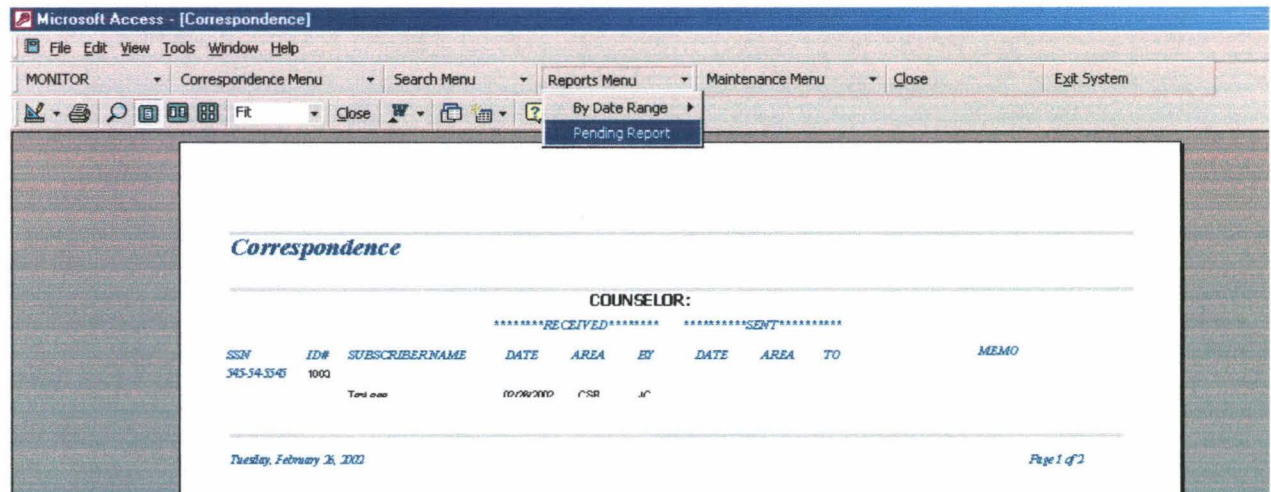 Microsoft Access - [Correspondence]
File Edit View Tools Window Help
MONITOR Correspondence Menu Search Menu Reports Menu Maintenance Menu Close Exit System
Fit Close
By Date Range
Pending Report
Correspondence
COUNSELOR:
********RECEIVED******** **********SENT**********
SSN ID# SUBSCRIBERNAME DATE AREA BY DATE AREA TO MEMO
545-54-5545 1003
CSR JC
Tuesday, February 26, 2002 Page 1 of 2